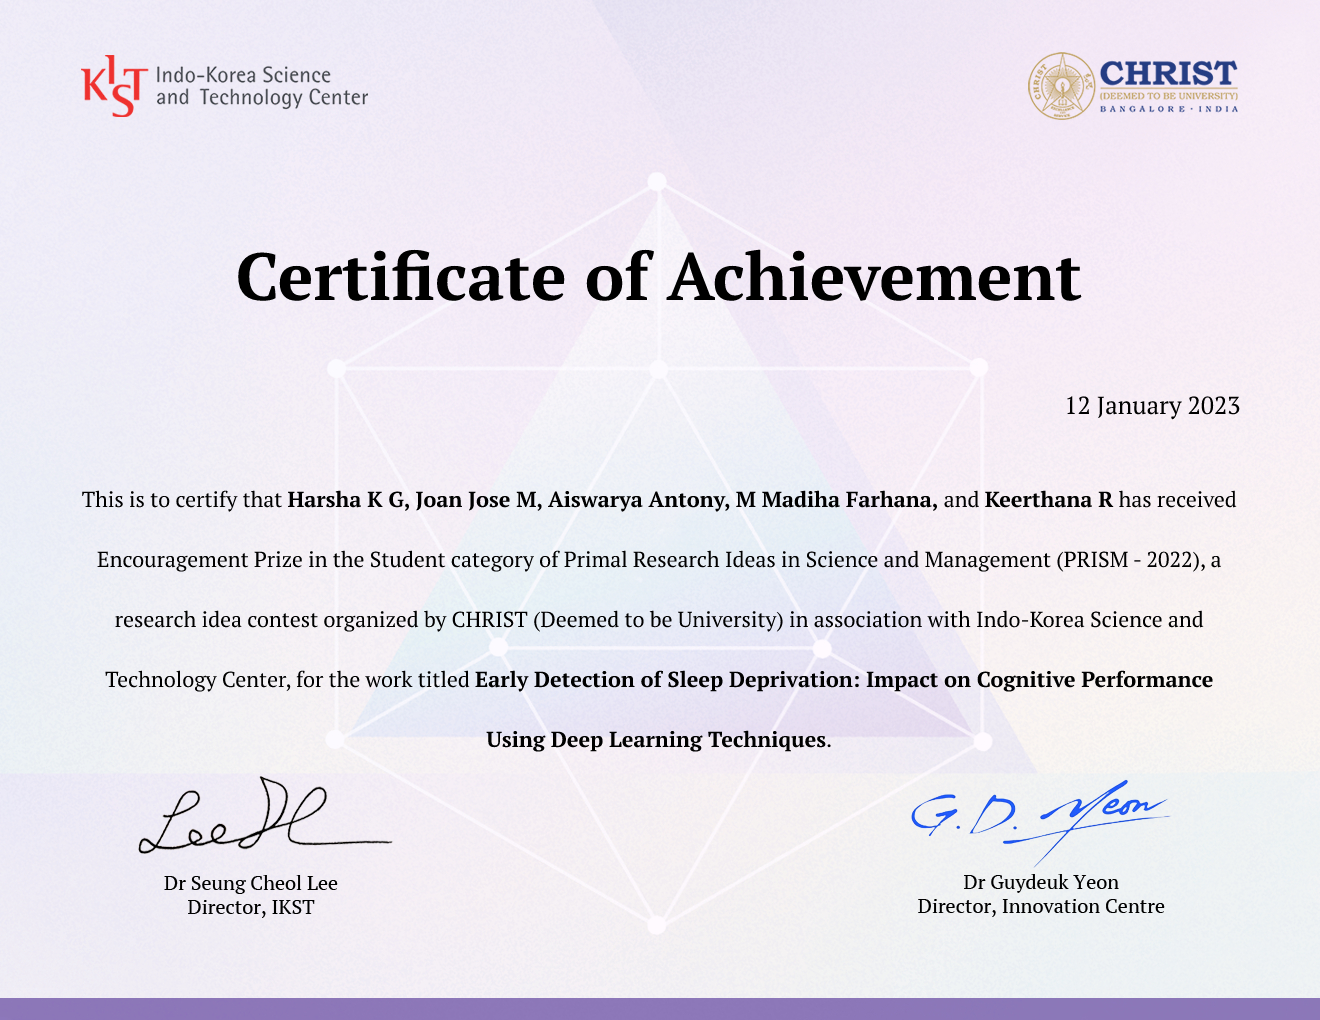 KIST Indo-Korea Science
and Technology Center
CHRIST
(DEEMED TO BE UNIVERSITY)
BANGALORE · INDIA
Certificate of Achievement
12 January 2023
This is to certify that Harsha K G, Joan Jose M, Aiswarya Antony, M Madiha Farhana, and Keerthana R has received
Encouragement Prize in the Student category of Primal Research Ideas in Science and Management (PRISM - 2022), a
research idea contest organized by CHRIST (Deemed to be University) in association with Indo-Korea Science and
Technology Center, for the work titled Early Detection of Sleep Deprivation: Impact on Cognitive Performance
Using Deep Learning Techniques.
G. D. Yeon
Dr Seung Cheol Lee
Director, IKST
Dr Guydeuk Yeon
Director, Innovation Centre